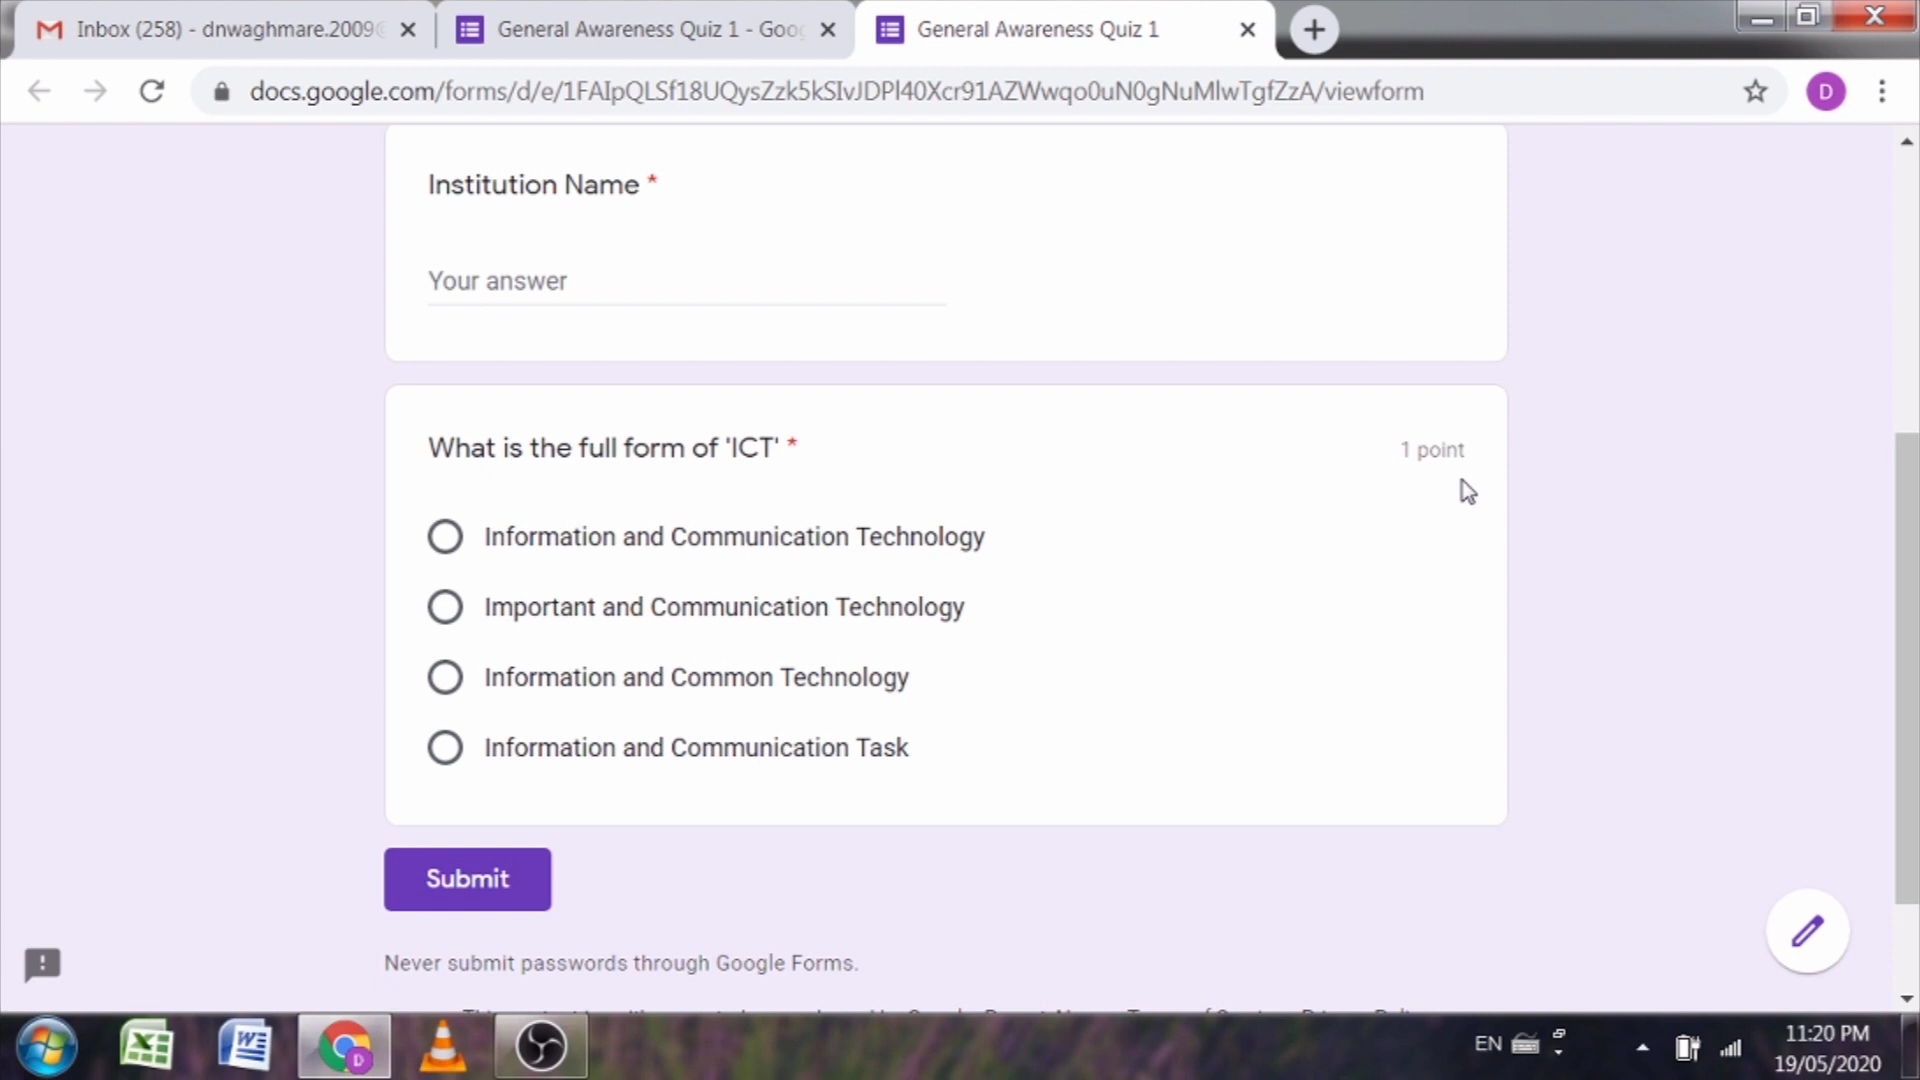 Inbox (258) - dnwaghmare.2009@
General Awareness Quiz 1 - Goog
General Awareness Quiz 1
docs.google.com/forms/d/e/1FAIpQLSf18UQysZzk5kSIvJDPl40Xcr91AZWwqo0uN0gNuMlwTgfZzA/viewform
D
Institution Name *
Your answer
What is the full form of 'ICT' *
1 point
Information and Communication Technology
Important and Communication Technology
Information and Common Technology
Information and Communication Task
Submit
Never submit passwords through Google Forms.
EN
11:20 PM
19/05/2020